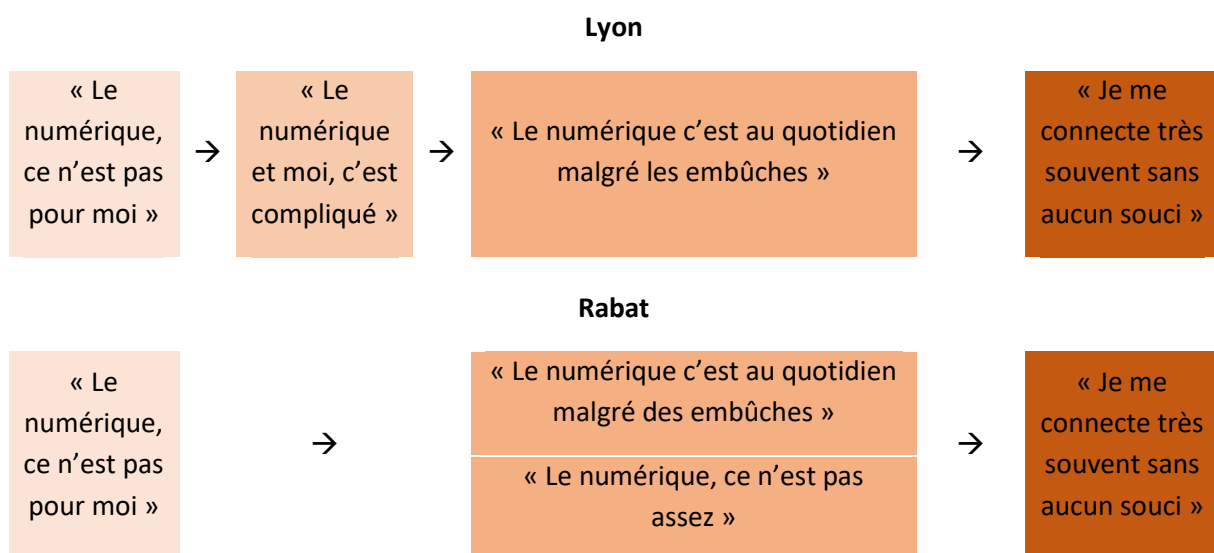 Lyon
« Le
numérique,
ce n’est pas
pour moi »
→
« Le
numérique
et moi, c’est
compliqué »
→
« Le numérique c’est au quotidien
malgré les embûches »
→
« Je me
connecte très
souvent sans
aucun souci »
Rabat
« Le
numérique,
ce n’est pas
pour moi »
→
« Le numérique c’est au quotidien
malgré des embûches »
« Le numérique, ce n’est pas
assez »
→
« Je me
connecte très
souvent sans
aucun souci »